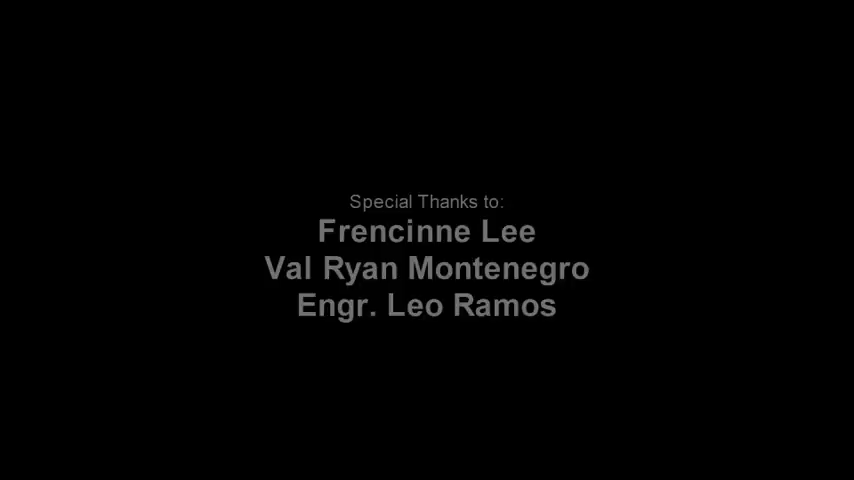 Special Thanks to:
Frencinne Lee
Val Ryan Montenegro
Engr. Leo Ramos